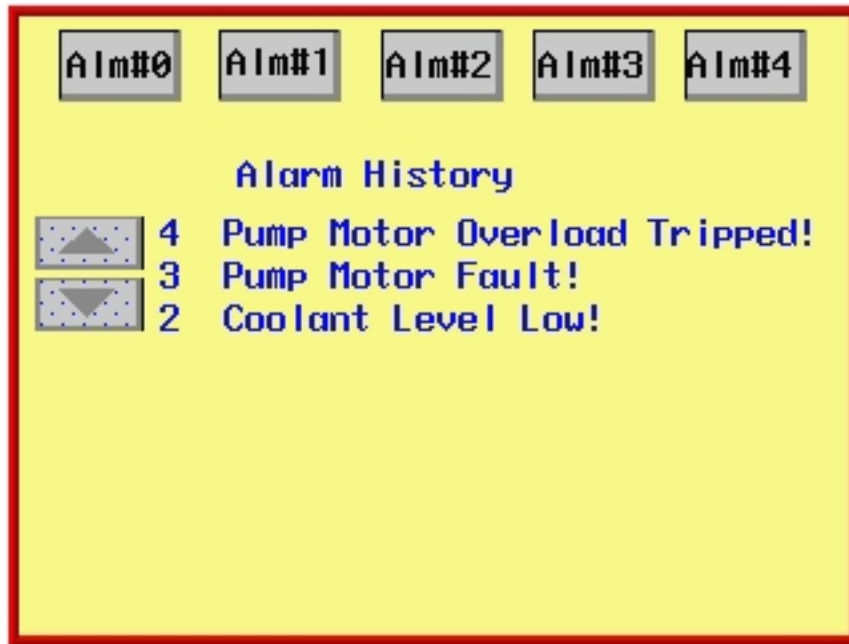 Alm#0 Alm#1 Alm#2 Alm#3 Alm#4
Alarm History
4 Pump Motor Overload Tripped!
3 Pump Motor Fault!
2 Coolant Level Low!